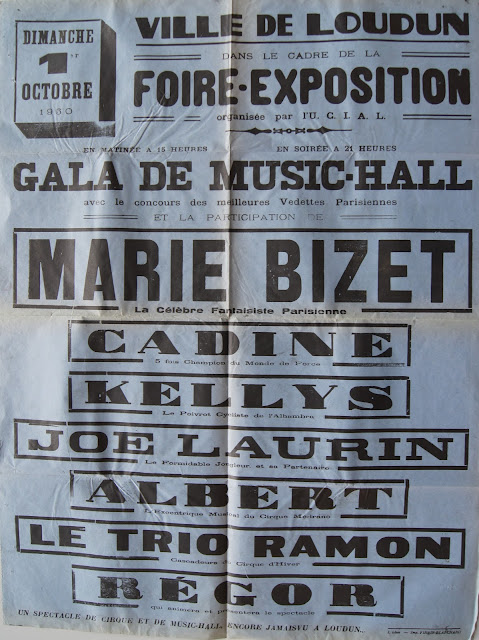 DIMANCHE
1er
OCTOBRE
1950
VILLE DE LOUDUN
DANS LE CADRE DE LA
FOIRE-EXPOSITION
organisée par l'U. C. I. A. L.
EN MATINÉE A 15 HEURES EN SOIRÉE A 21 HEURES
GALA DE MUSIC-HALL
avec le concours des meilleures Vedettes Parisiennes
ET LA PARTICIPATION DE
MARIE BIZET
La Célèbre Fantaisiste Parisienne
CADINE
5 fois Champion du Monde de Force
KELLYS
Le Poivrot Cycliste de l'Alhambra
JOE LAURIN
Le Formidable Jongleur et sa Partenaire
ALBERT
L'Excentrique Musical du Cirque Médrano
LE TRIO RAMON
Cascadeurs du Cirque d'Hiver
RÉGOR
qui animera et présentera le spectacle
UN SPECTACLE DE CIRQUE ET DE MUSIC-HALL ENCORE JAMAISVU A LOUDUN.